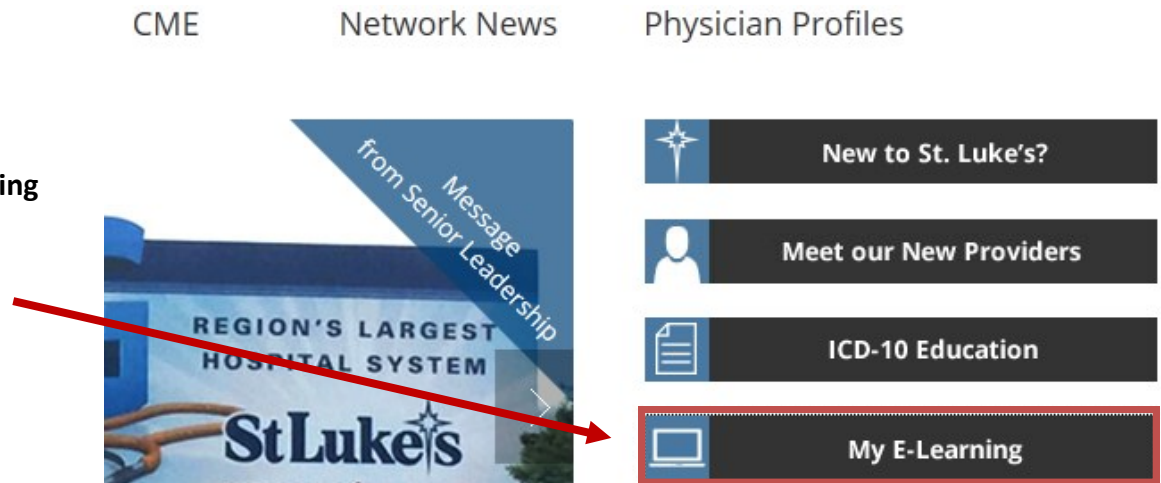 CME Network News Physician Profiles
ing
Message
from Senior Leadership
REGION'S LARGEST
HOSPITAL SYSTEM
StLuke's
New to St. Luke's?
Meet our New Providers
ICD-10 Education
My E-Learning